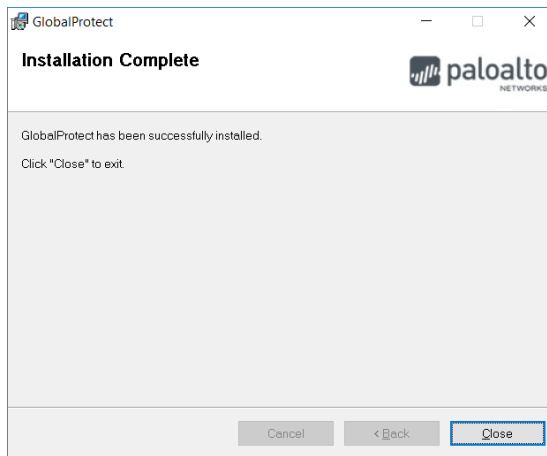 GlobalProtect
Installation Complete
paloalto
NETWORKS
GlobalProtect has been successfully installed.
Click "Close" to exit.
Cancel
< Back
Close